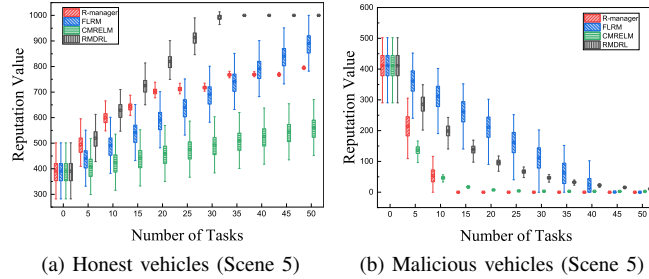 R-manager
FLRM
CMRELM
RMDRL
Reputation Value
1000
900
800
700
600
500
400
300
0 5 10 15 20 25 30 35 40 45 50
Number of Tasks
(a) Honest vehicles (Scene 5)
R-manager
FLRM
CMRELM
RMDRL
Reputation Value
600
500
400
300
200
100
0
0 5 10 15 20 25 30 35 40 45 50
Number of Tasks
(b) Malicious vehicles (Scene 5)